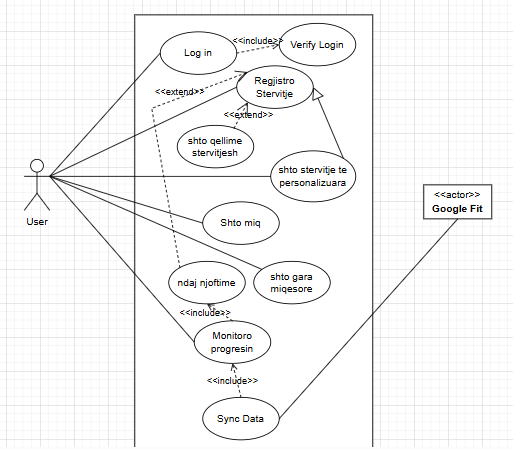 Log in
<<include>>
Verify Login
<<extend>>
Regjistro
Stervitje
<<extend>>
shto qellime
stervitjesh
shto stervitje te
personalizuara
<<actor>>
Google Fit
User
Shto miq
ndaj njoftime
shto gara
miqesore
<<include>>
Monitoro
progresin
<<include>>
Sync Data